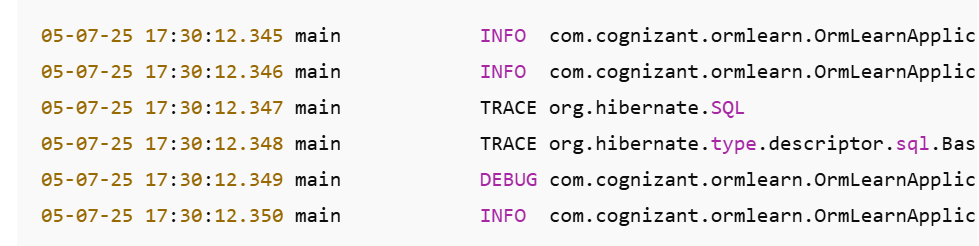 05-07-25 17:30:12.345 main INFO com.cognizant.ormlearn.OrmLearnApplic
05-07-25 17:30:12.346 main INFO com.cognizant.ormlearn.OrmLearnApplic
05-07-25 17:30:12.347 main TRACE org.hibernate.SQL
05-07-25 17:30:12.348 main TRACE org.hibernate.type.descriptor.sql.Bas
05-07-25 17:30:12.349 main DEBUG com.cognizant.ormlearn.OrmLearnApplic
05-07-25 17:30:12.350 main INFO com.cognizant.ormlearn.OrmLearnApplic